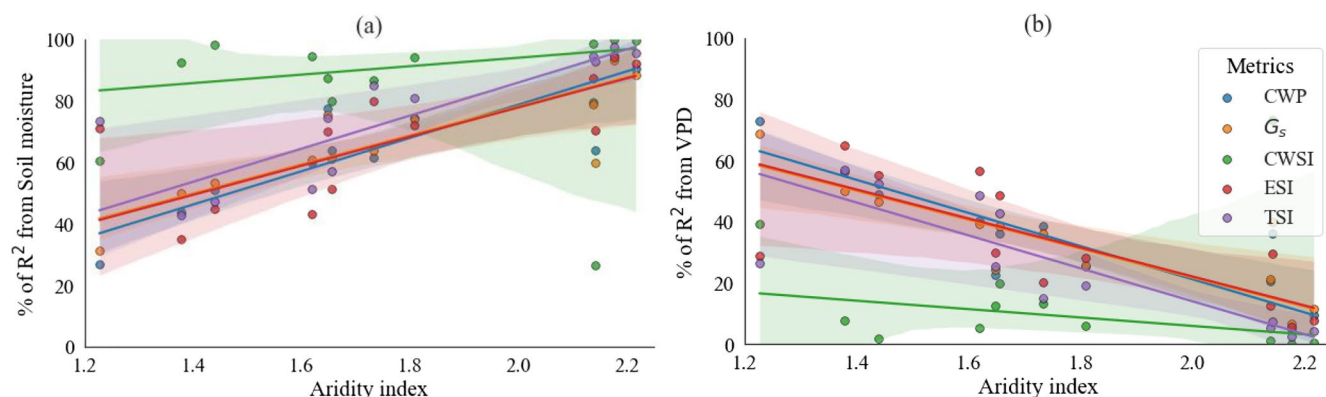 (a)
% of R² from Soil moisture
100
80
60
40
20
0
1.2 1.4 1.6 1.8 2.0 2.2
Aridity index
(b)
% of R² from VPD
100
80
60
40
20
0
1.2 1.4 1.6 1.8 2.0 2.2
Aridity index
Metrics
CWP
Gₛ
CWSI
ESI
TSI